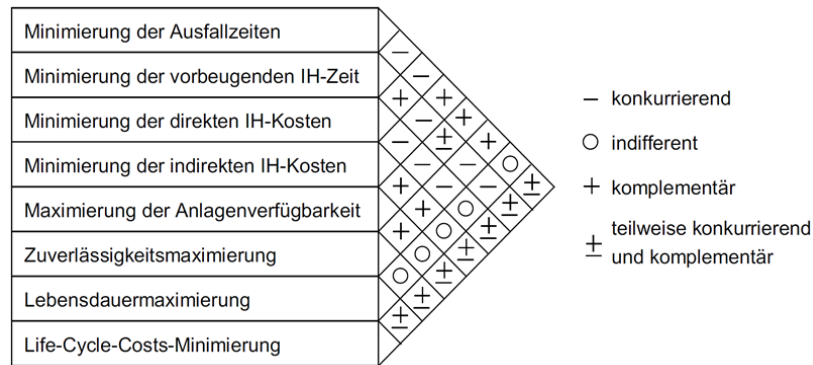 Minimierung der Ausfallzeiten
Minimierung der vorbeugenden IH-Zeit
Minimierung der direkten IH-Kosten
Minimierung der indirekten IH-Kosten
Maximierung der Anlagenverfügbarkeit
Zuverlässigkeitsmaximierung
Lebensdauermaximierung
Life-Cycle-Costs-Minimierung
− konkurrierend
○ indifferent
+ komplementär
± teilweise konkurrierend
und komplementär